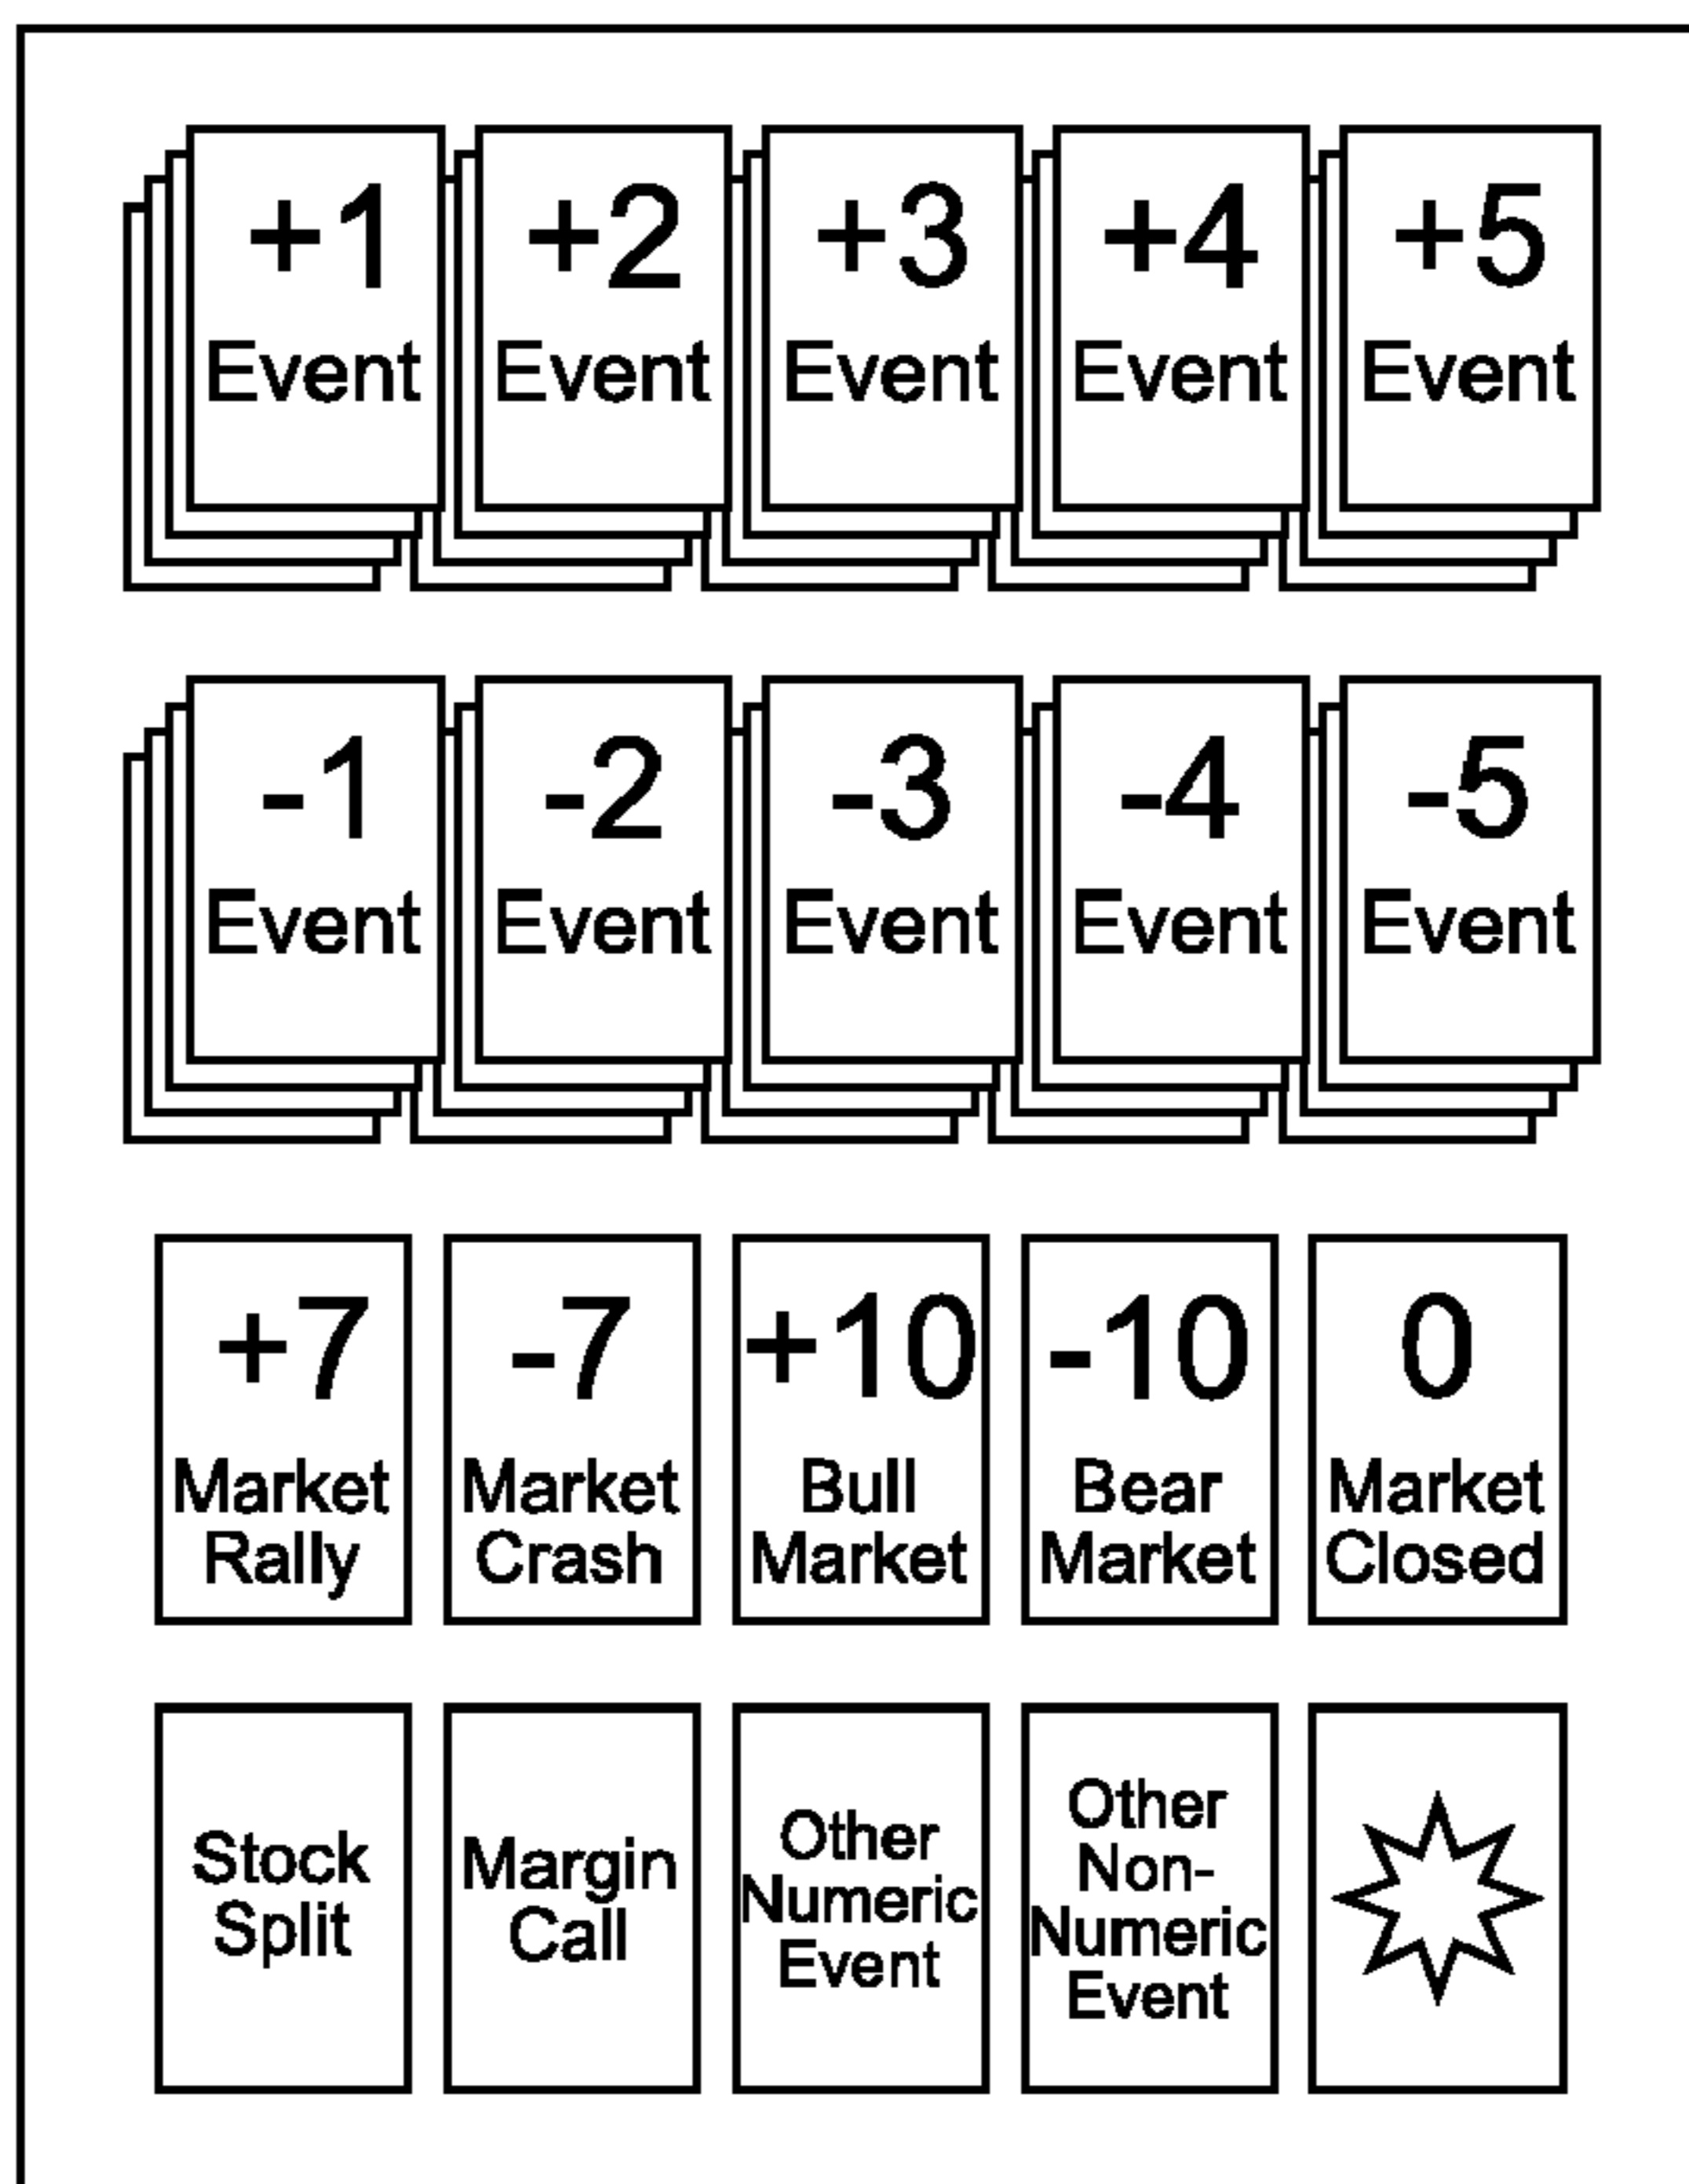 +1 +2 +3 +4 +5
Event Event Event Event Event
-1 -2 -3 -4 -5
Event Event Event Event Event
+7 -7 +10 -10 0
Market Market Bull Bear Market
Rally Crash Market Market Closed
Stock
Split
Margin
Call
Other
Numeric
Event
Other
Non-
Numeric
Event